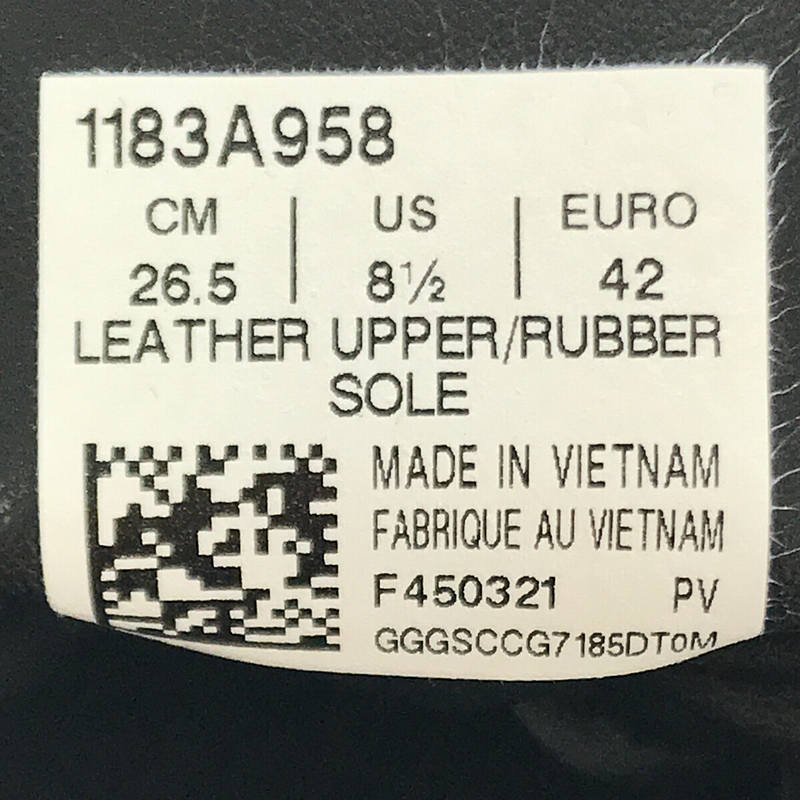 1183A958
CM | US | EURO
26.5 | 8½ | 42
LEATHER UPPER/RUBBER
SOLE
MADE IN VIETNAM
FABRIQUE AU VIETNAM
F450321 PV
GGGSCCG7185DT0M